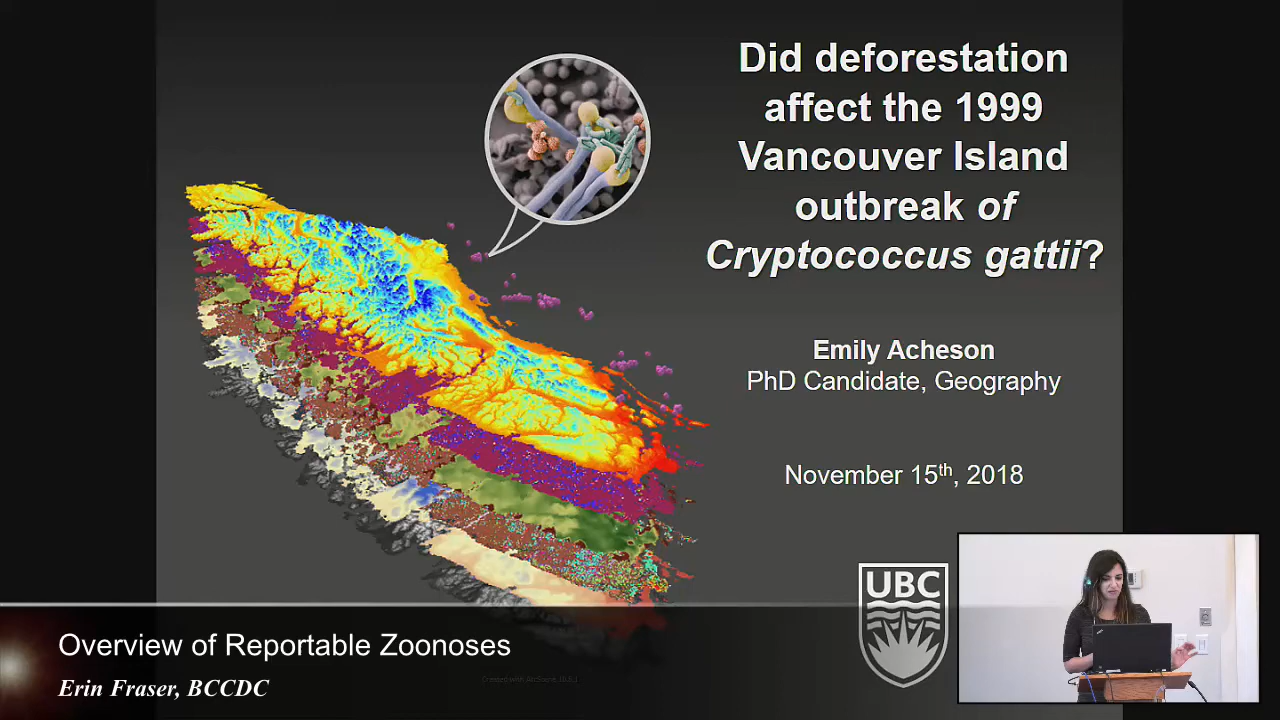 Did deforestation
affect the 1999
Vancouver Island
outbreak of
Cryptococcus gattii?
Emily Acheson
PhD Candidate, Geography
November 15th, 2018
UBC
Overview of Reportable Zoonoses
Erin Fraser, BCCDC